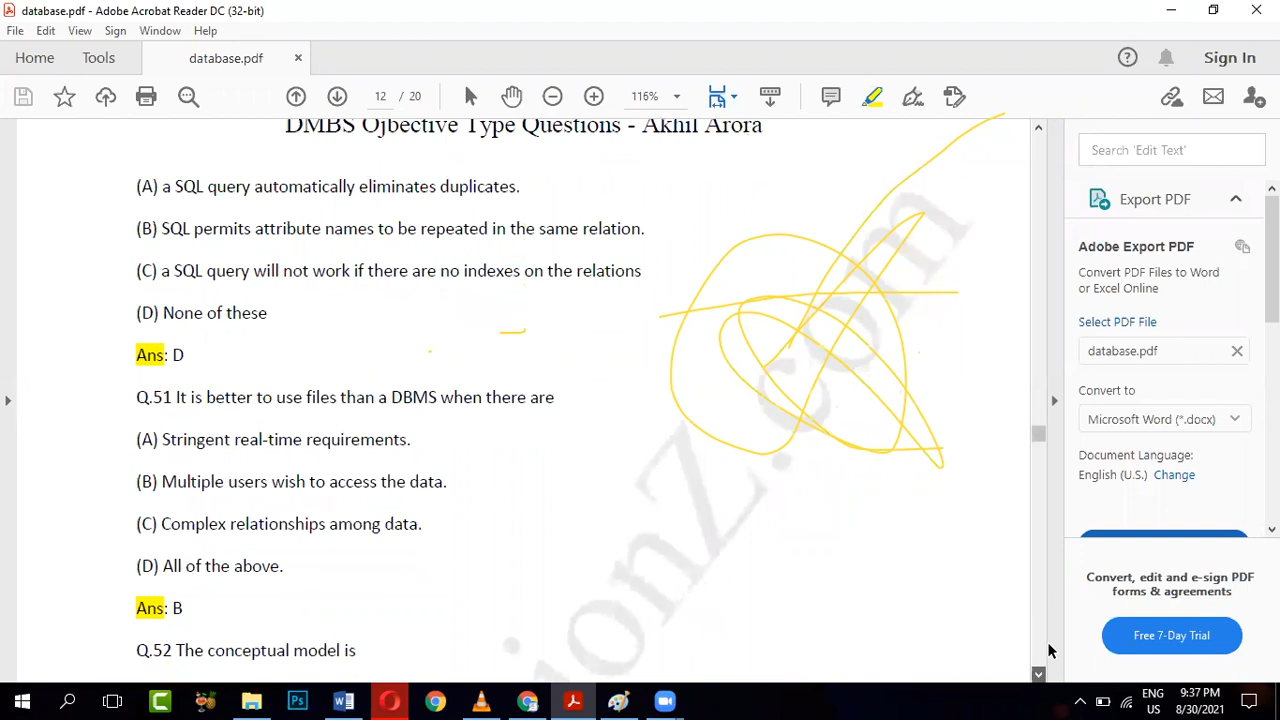 database.pdf - Adobe Acrobat Reader DC (32-bit)
File Edit View Sign Window Help
Home Tools database.pdf Sign In
12 / 20 116%
DMBS Ojbective Type Questions - Akhil Arora
(A) a SQL query automatically eliminates duplicates.
(B) SQL permits attribute names to be repeated in the same relation.
(C) a SQL query will not work if there are no indexes on the relations
(D) None of these
Ans: D
Q.51 It is better to use files than a DBMS when there are
(A) Stringent real-time requirements.
(B) Multiple users wish to access the data.
(C) Complex relationships among data.
(D) All of the above.
Ans: B
Q.52 The conceptual model is
ionZ.com
Search 'Edit Text'
Export PDF
Adobe Export PDF
Convert PDF Files to Word
or Excel Online
Select PDF File
database.pdf
Convert to
Microsoft Word (*.docx)
Document Language:
English (U.S.) Change
Convert, edit and e-sign PDF
forms & agreements
Free 7-Day Trial
Ps
ENG
US
9:37 PM
8/30/2021